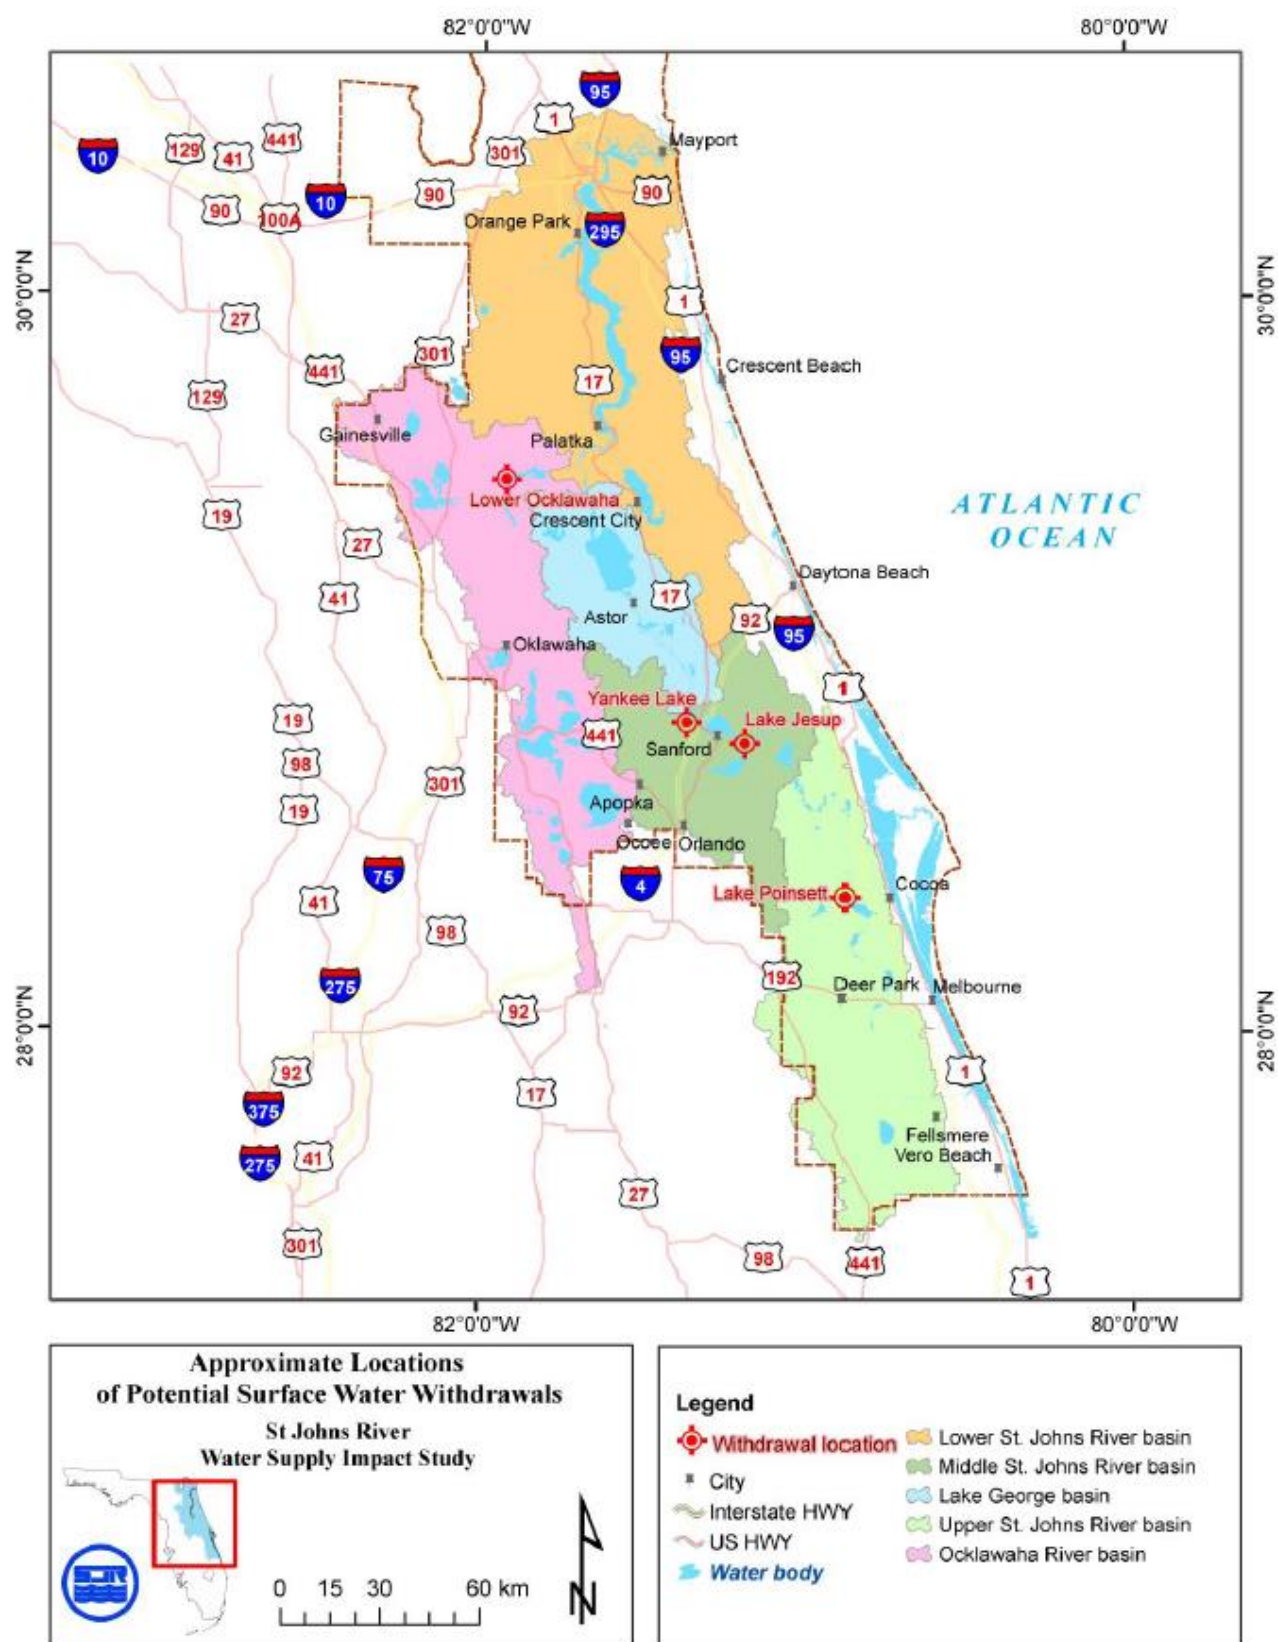 82°0'0"W
80°0'0"W
95
1
Mayport
441
129
41
301
10
10
90
90
90
100A
Orange Park
295
30°0'0"N
30°0'0"N
1
27
301
95
441
Crescent Beach
17
129
Gainesville
Palatka
Lower Ocklawaha
ATLANTIC
OCEAN
19
Crescent City
27
Daytona Beach
41
17
Astor
92
95
Oklawaha
1
Yankee Lake
19
441
Lake Jesup
Sanford
98
301
19
Apopka
Ocoee
Orlando
75
4
Lake Poinsett
Cocoa
41
98
192
275
Deer Park
Melbourne
92
28°0'0"N
28°0'0"N
92
1
17
375
Fellsmere
Vero Beach
41
275
27
301
98
441
1
82°0'0"W
80°0'0"W
Approximate Locations
of Potential Surface Water Withdrawals
St Johns River
Water Supply Impact Study
0 15 30 60 km
N
Legend
Withdrawal location
City
Interstate HWY
US HWY
Water body
Lower St. Johns River basin
Middle St. Johns River basin
Lake George basin
Upper St. Johns River basin
Ocklawaha River basin